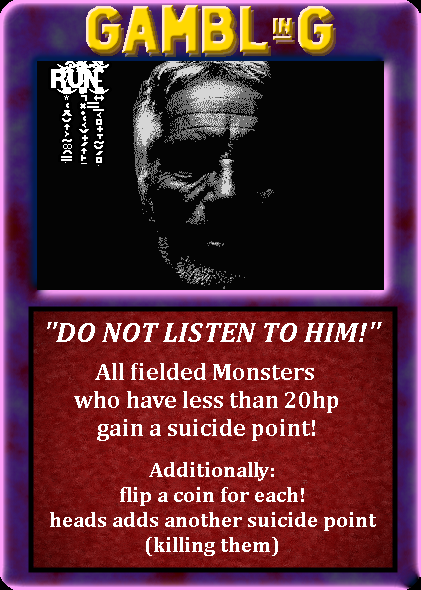 GAMBLING
RUN
"DO NOT LISTEN TO HIM!"
All fielded Monsters
who have less than 20hp
gain a suicide point!
Additionally:
flip a coin for each!
heads adds another suicide point
(killing them)